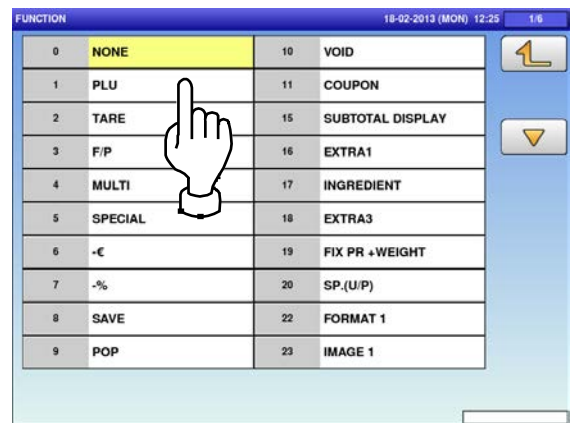 FUNCTION 18-02-2013 (MON) 12:25 1/6
0 NONE 10 VOID
1 PLU 11 COUPON
2 TARE 15 SUBTOTAL DISPLAY
3 F/P 16 EXTRA1
4 MULTI 17 INGREDIENT
5 SPECIAL 18 EXTRA3
6 -€ 19 FIX PR +WEIGHT
7 -% 20 SP.(U/P)
8 SAVE 22 FORMAT 1
9 POP 23 IMAGE 1